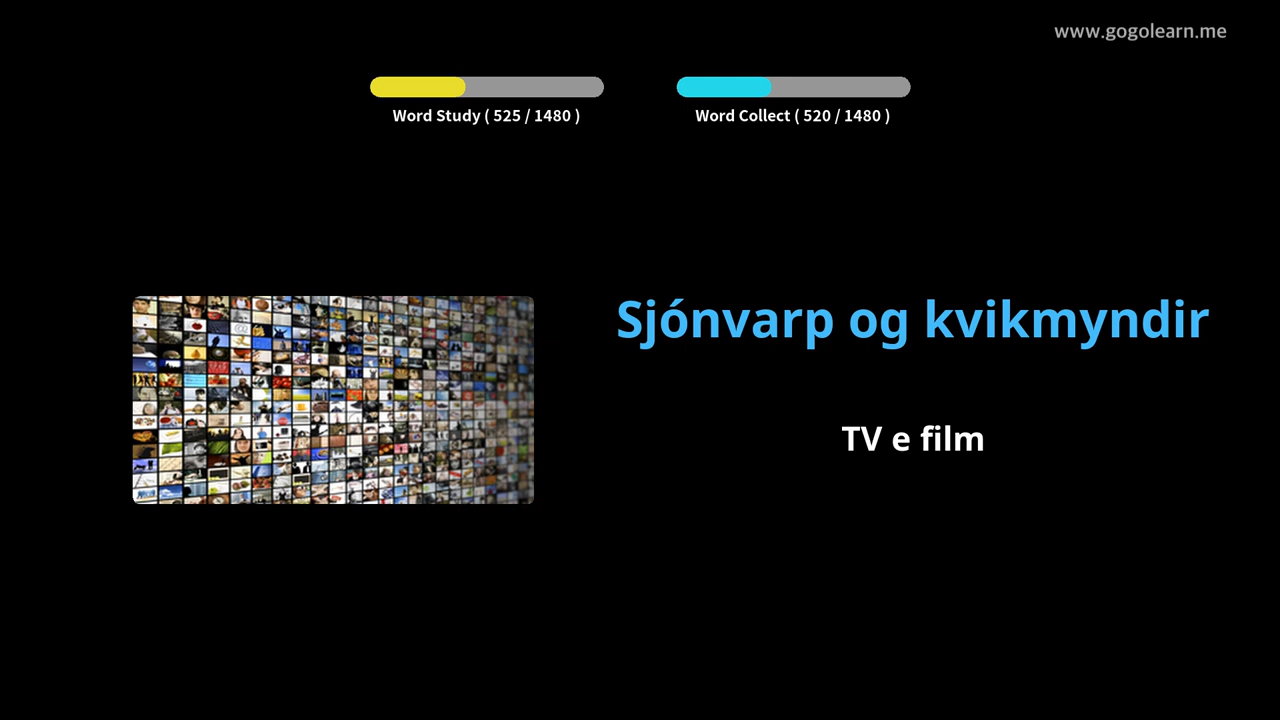 www.gogolearn.me
Word Study ( 525 / 1480 )
Word Collect ( 520 / 1480 )
Sjónvarp og kvikmyndir
TV e film